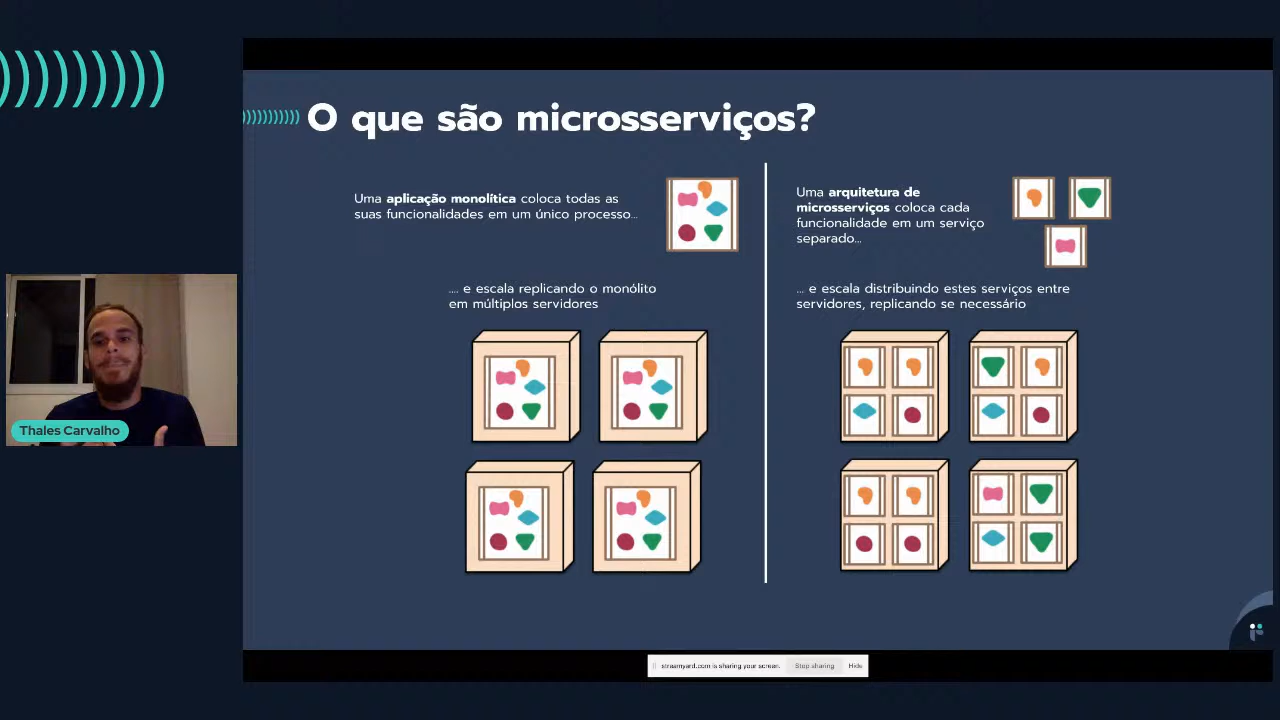 O que são microsserviços?
Uma aplicação monolítica coloca todas as
suas funcionalidades em um único processo...
.... e escala replicando o monólito
em múltiplos servidores
Uma arquitetura de
microserviços coloca cada
funcionalidade em um serviço
separado...
... e escala distribuindo estes serviços entre
servidores, replicando se necessário
Thales Carvalho
streamyard.com is sharing your screen.
Stop sharing
Hide